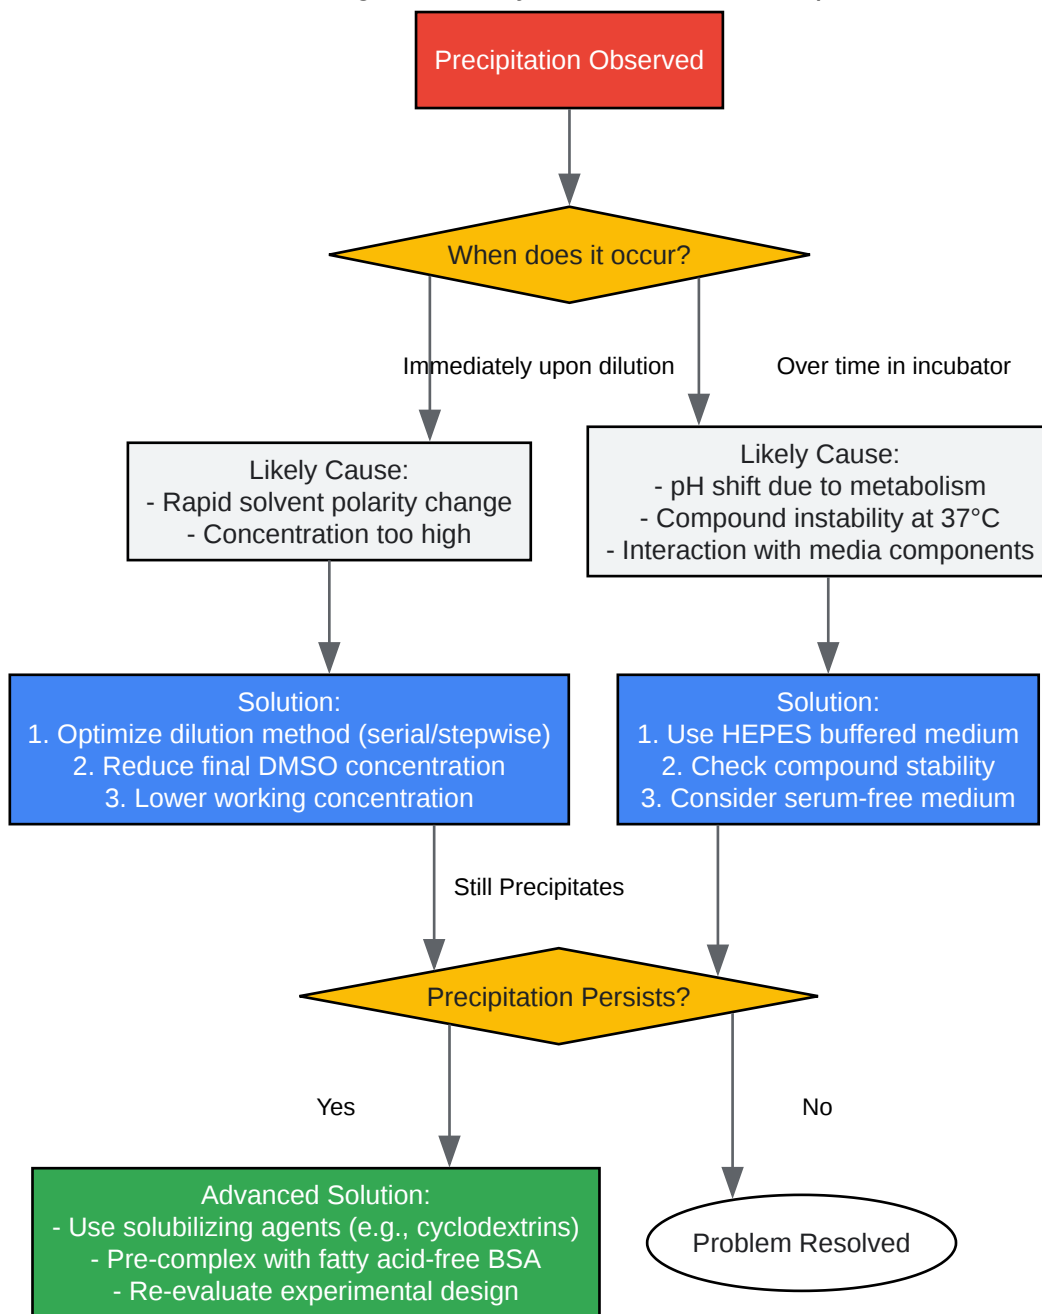 Precipitation Observed
When does it occur?
Immediately upon dilution
Over time in incubator
Likely Cause:
- Rapid solvent polarity change
- Concentration too high
Likely Cause:
- pH shift due to metabolism
- Compound instability at 37°C
- Interaction with media components
Solution:
1. Optimize dilution method (serial/stepwise)
2. Reduce final DMSO concentration
3. Lower working concentration
Solution:
1. Use HEPES buffered medium
2. Check compound stability
3. Consider serum-free medium
Still Precipitates
Precipitation Persists?
Yes
No
Advanced Solution:
- Use solubilizing agents (e.g., cyclodextrins)
- Pre-complex with fatty acid-free BSA
- Re-evaluate experimental design
Problem Resolved